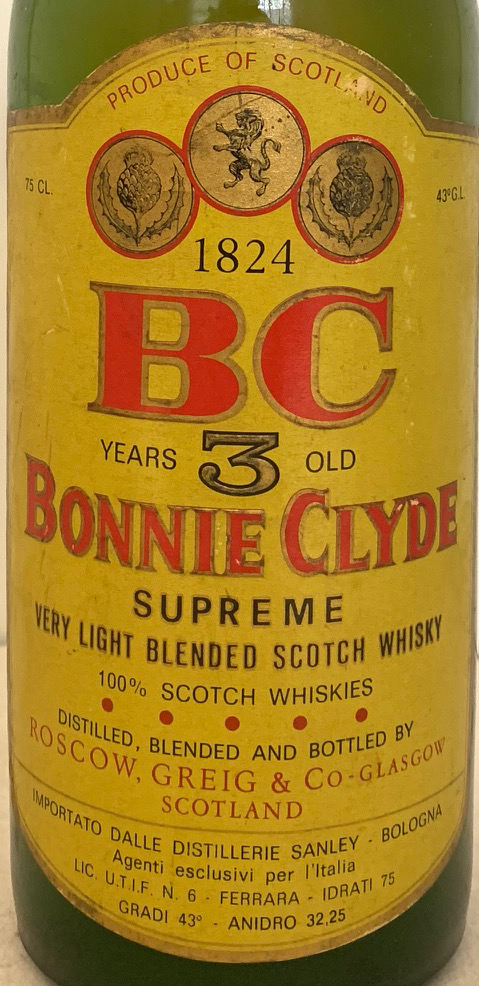 PRODUCE OF SCOTLAND
75 CL.
43°G.L.
1824
BC
YEARS 3 OLD
BONNIE CLYDE
SUPREME
VERY LIGHT BLENDED SCOTCH WHISKY
100% SCOTCH WHISKIES
DISTILLED, BLENDED AND BOTTLED BY
ROSCOW, GREIG & Co-GLASGOW
SCOTLAND
IMPORTATO DALLE DISTILLERIE SANLEY - BOLOGNA
Agenti esclusivi per l'Italia
LIC. U.T.I.F. N. 6 - FERRARA - IDRATI 75
GRADI 43° - ANIDRO 32,25